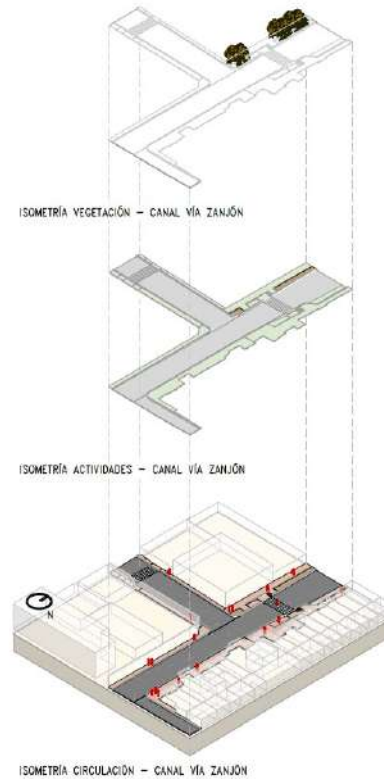 ISOMETRÍA VEGETACIÓN – CANAL VÍA ZANJÓN
ISOMETRÍA ACTIVIDADES – CANAL VÍA ZANJÓN
N
ISOMETRÍA CIRCULACIÓN – CANAL VÍA ZANJÓN